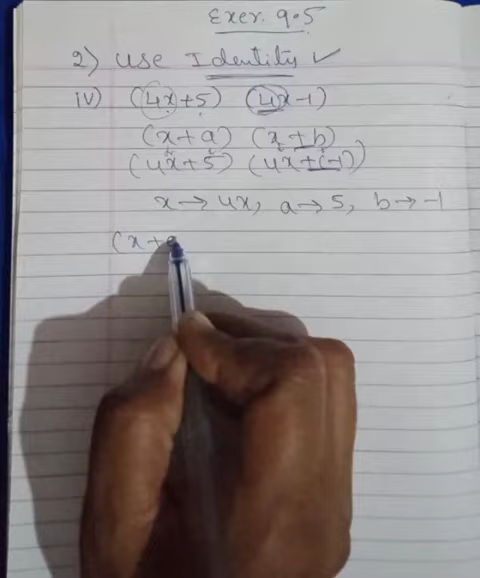 Exer. 9.5
2) Use Identity ✓
iv) (4x+5) (4x-1)
(x+a) (x+b)
(4x+5) (4x+(-1))
x → 4x, a → 5, b → -1
(x+